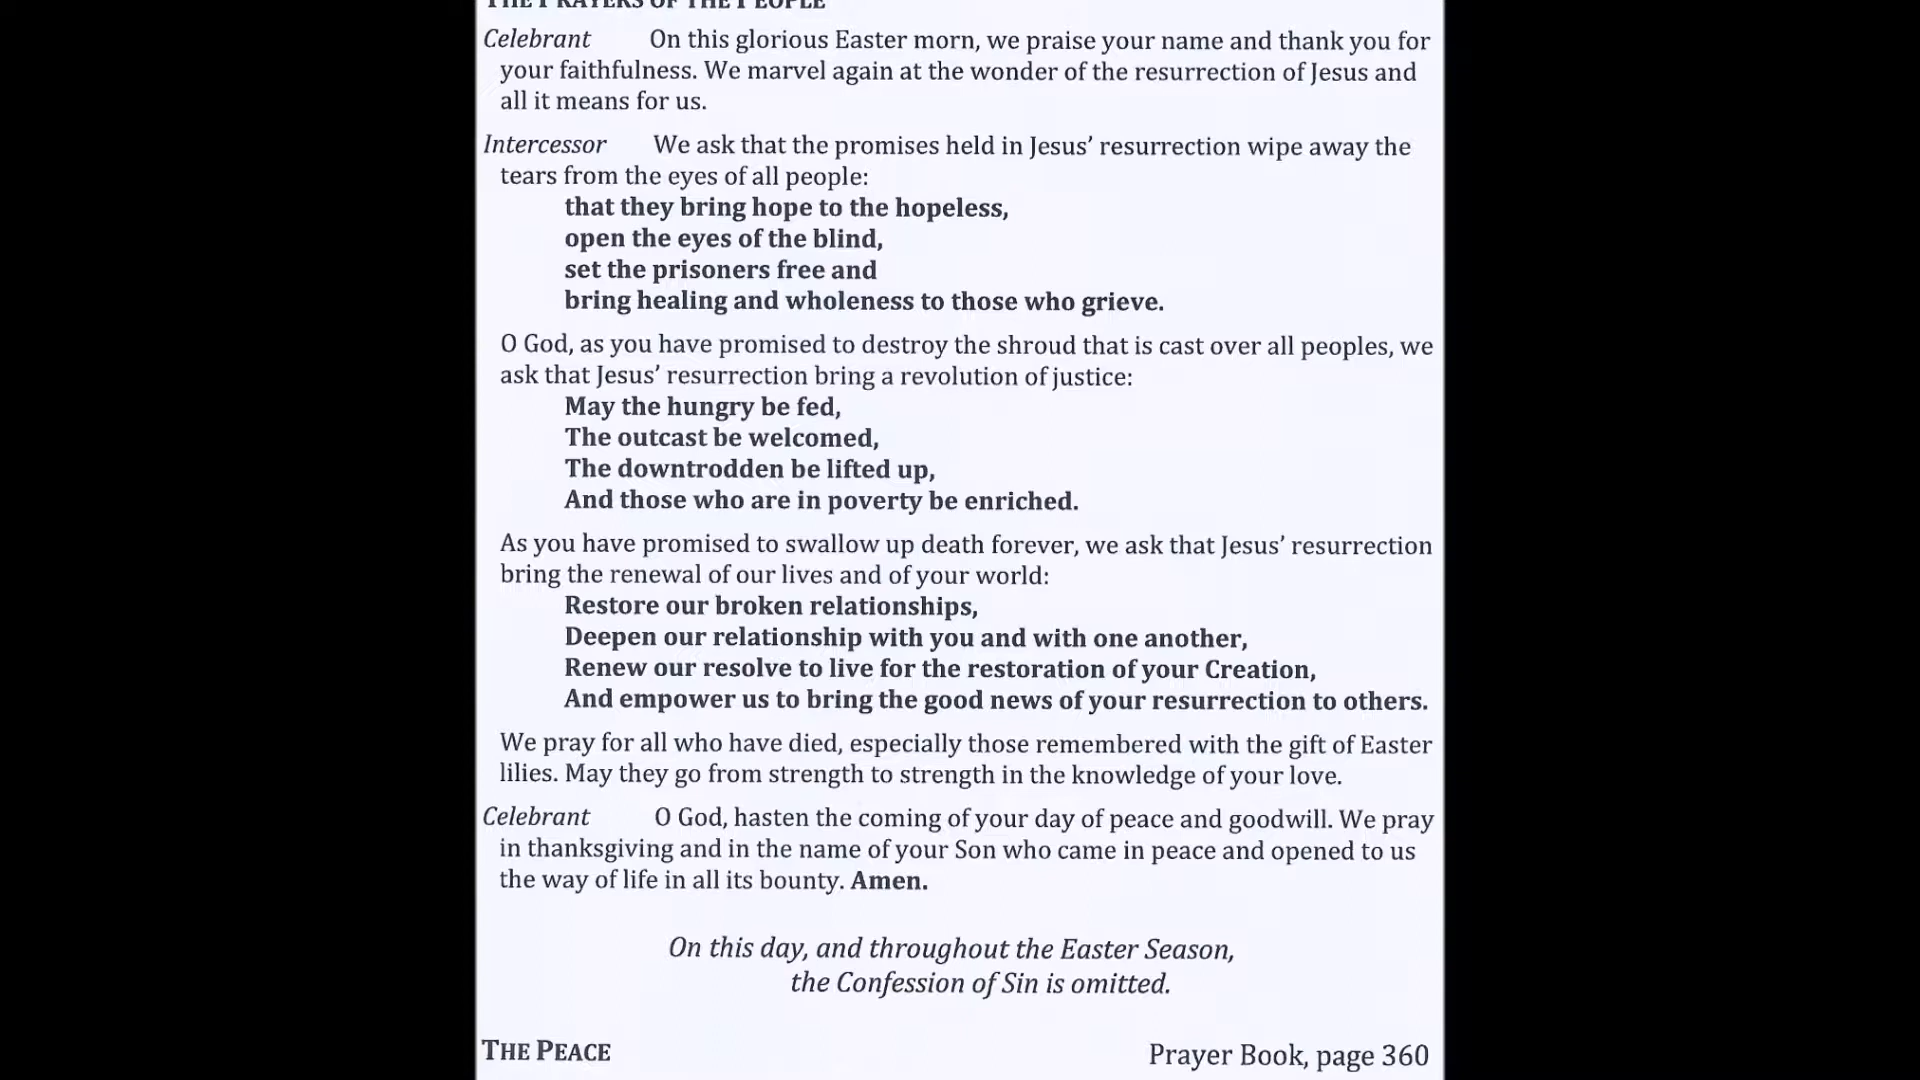 THE PRAYERS OF THE PEOPLE
Celebrant On this glorious Easter morn, we praise your name and thank you for
your faithfulness. We marvel again at the wonder of the resurrection of Jesus and
all it means for us.
Intercessor We ask that the promises held in Jesus’ resurrection wipe away the
tears from the eyes of all people:
that they bring hope to the hopeless,
open the eyes of the blind,
set the prisoners free and
bring healing and wholeness to those who grieve.
O God, as you have promised to destroy the shroud that is cast over all peoples, we
ask that Jesus’ resurrection bring a revolution of justice:
May the hungry be fed,
The outcast be welcomed,
The downtrodden be lifted up,
And those who are in poverty be enriched.
As you have promised to swallow up death forever, we ask that Jesus’ resurrection
bring the renewal of our lives and of your world:
Restore our broken relationships,
Deepen our relationship with you and with one another,
Renew our resolve to live for the restoration of your Creation,
And empower us to bring the good news of your resurrection to others.
We pray for all who have died, especially those remembered with the gift of Easter
lilies. May they go from strength to strength in the knowledge of your love.
Celebrant O God, hasten the coming of your day of peace and goodwill. We pray
in thanksgiving and in the name of your Son who came in peace and opened to us
the way of life in all its bounty. Amen.
On this day, and throughout the Easter Season,
the Confession of Sin is omitted.
THE PEACE Prayer Book, page 360